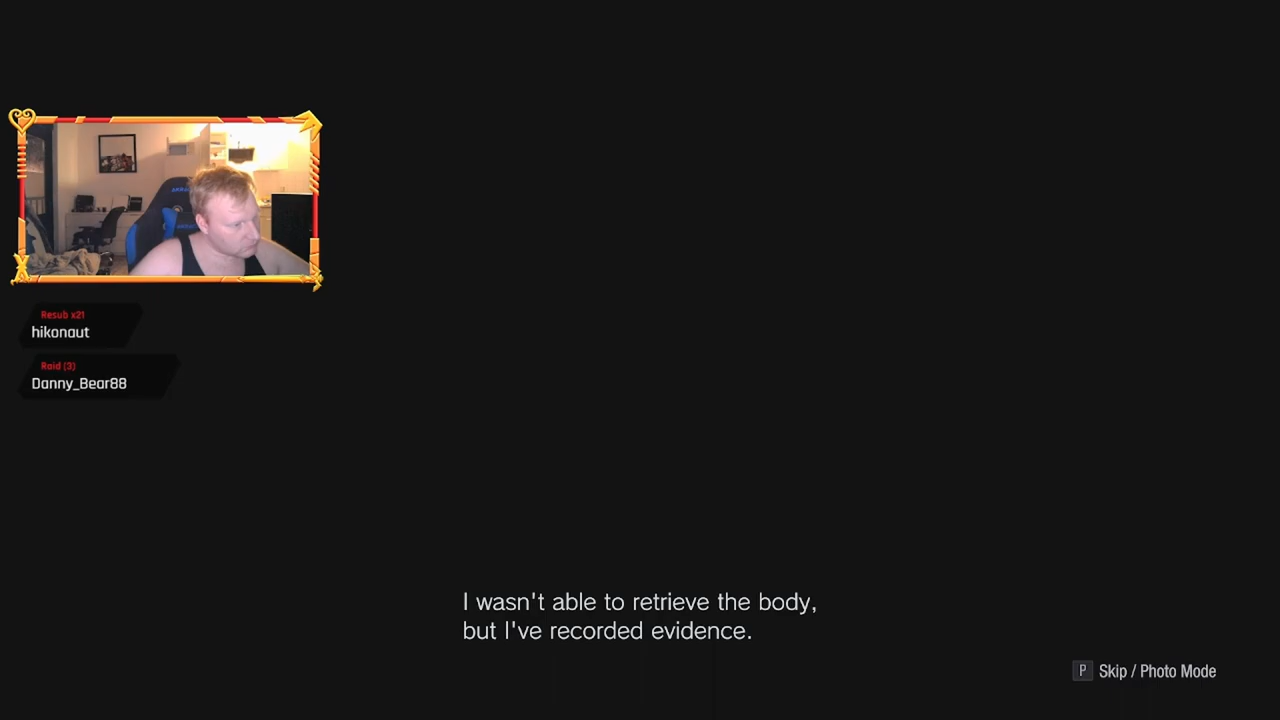 Resub x21
hikonaut
Raid (3)
Danny_Bear88
I wasn't able to retrieve the body,
but I've recorded evidence.
P Skip / Photo Mode